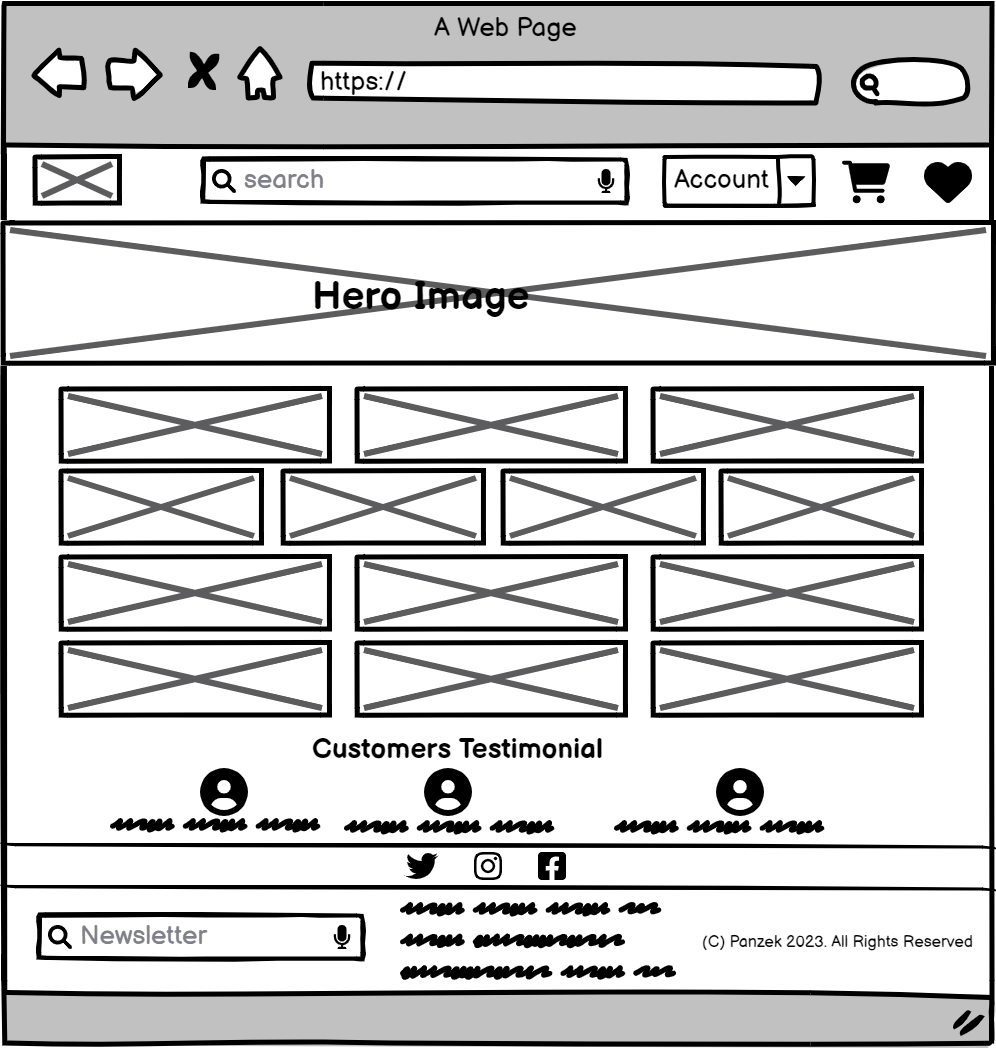 A Web Page
https://
search
Account
Hero Image
Customers Testimonial
Newsletter
(C) Panzek 2023. All Rights Reserved